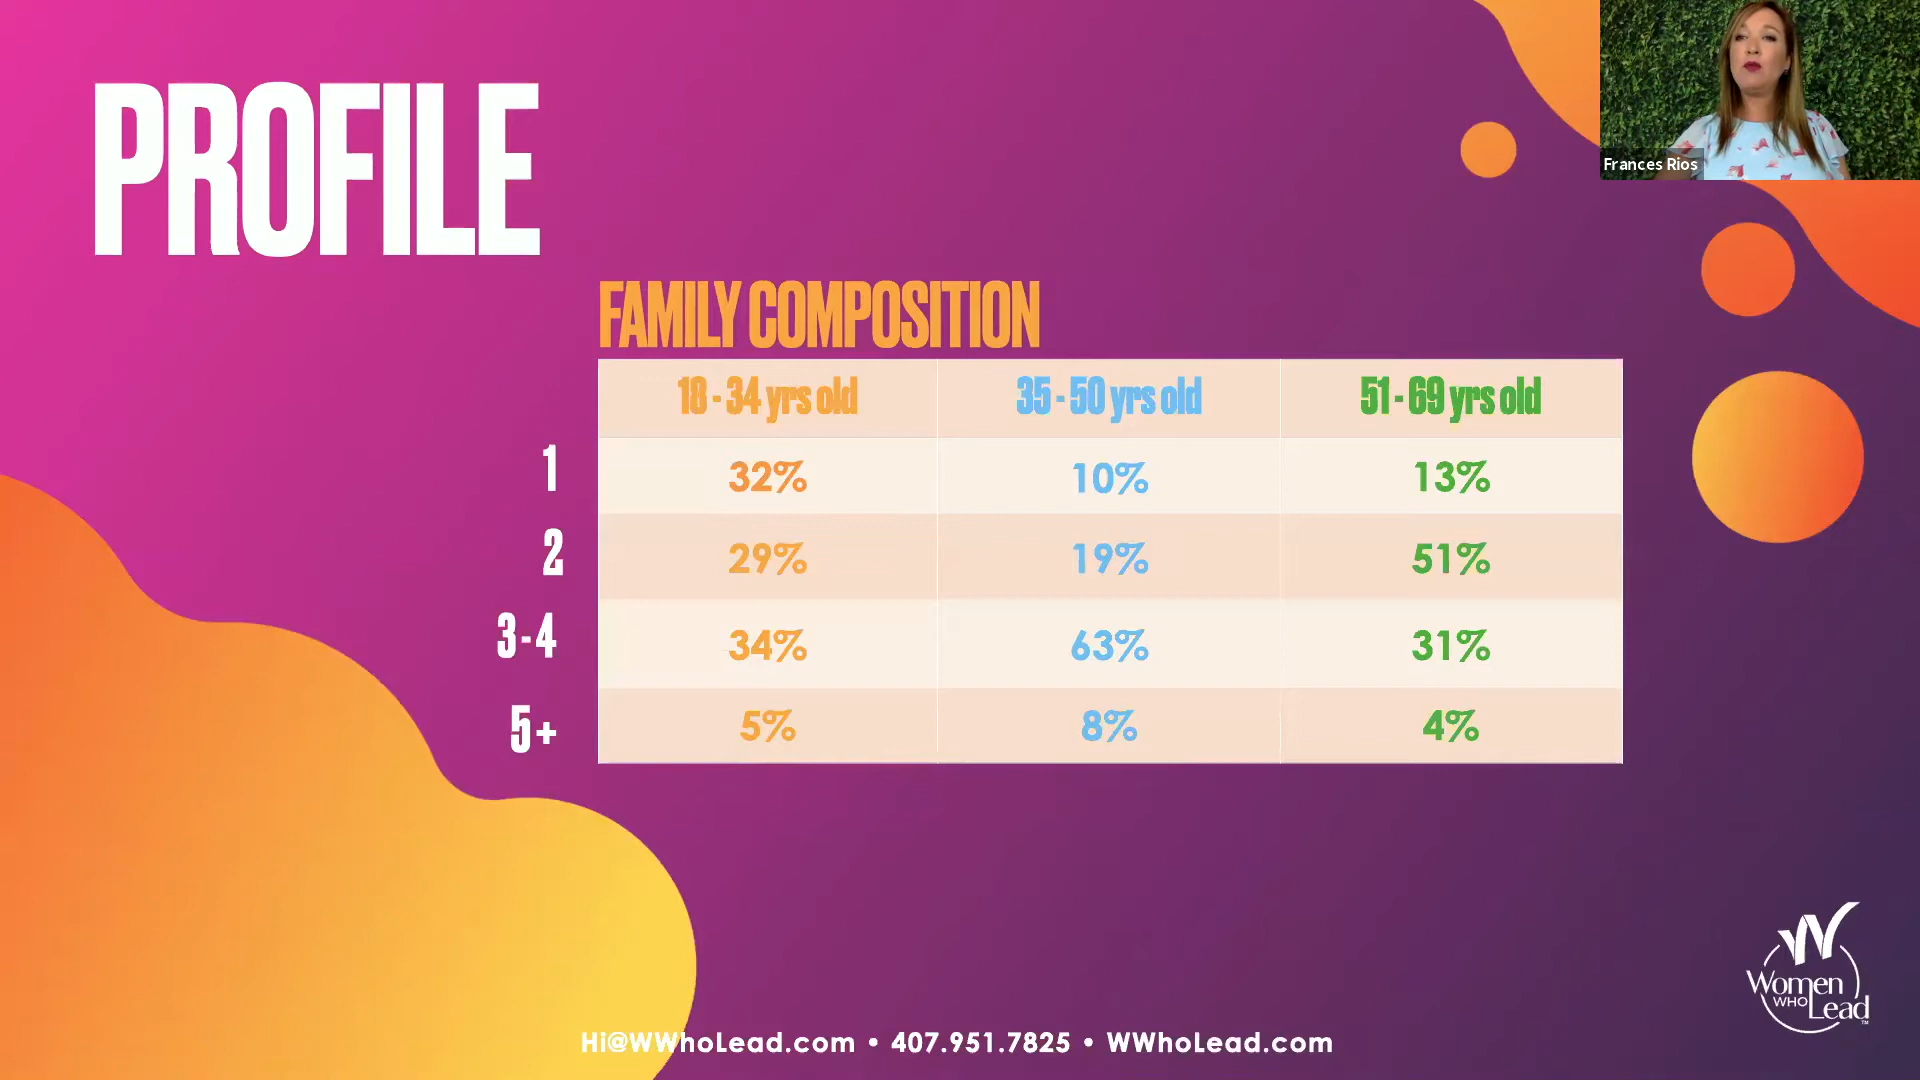 PROFILE
Frances Rios
FAMILY COMPOSITION
18 - 34 yrs old 35 - 50 yrs old 51 - 69 yrs old
1 32% 10% 13%
2 29% 19% 51%
3-4 34% 63% 31%
5+ 5% 8% 4%
W
Women
WHO Lead
TM
Hi@WWhoLead.com • 407.951.7825 • WWhoLead.com